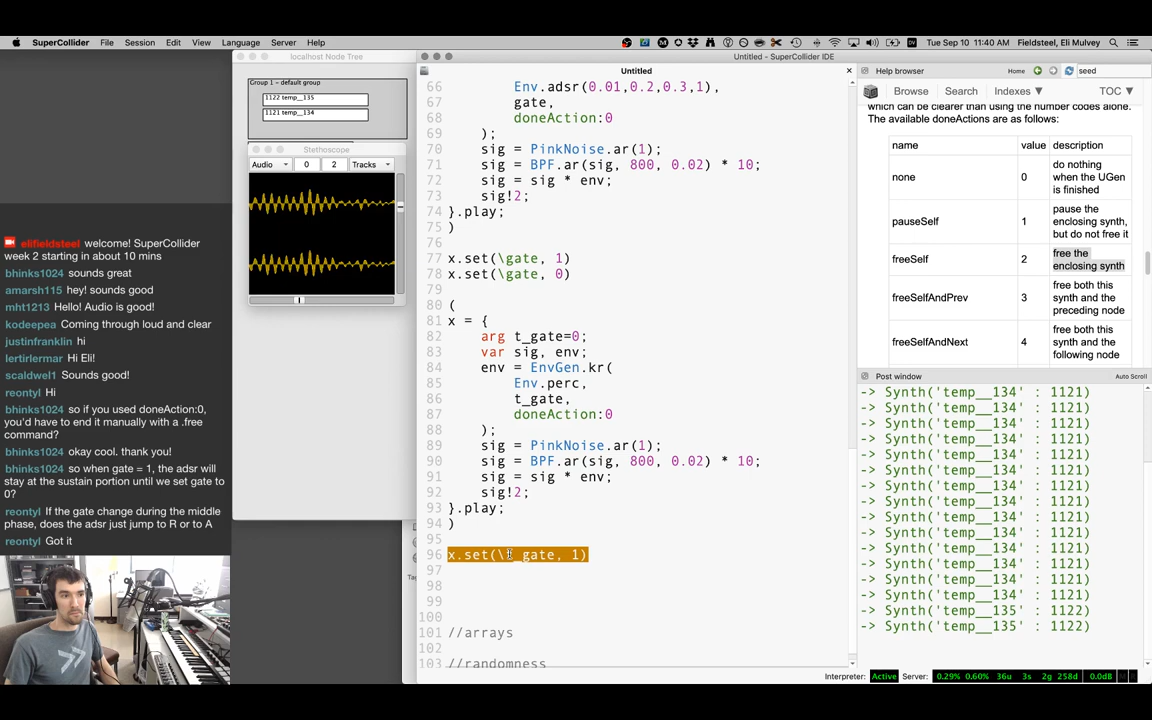 SuperCollider File Session Edit View Language Server Help
Tue Sep 10 11:40 AM Fieldsteel, Eli Mulvey
elifieldsteel welcome! SuperCollider
week 2 starting in about 10 mins
bhinks1024 sounds great
amarsh115 hey! sounds good
mht1213 Hello! Audio is good!
kodeepea Coming through loud and clear
justinfranklin hi
lertirlermar Hi Eli!
scaldwel1 Sounds good!
reontyl Hi
bhinks1024 so if you used doneAction:0,
you'd have to end it manually with a .free
command?
bhinks1024 okay cool. thank you!
bhinks1024 so when gate = 1, the adsr will
stay at the sustain portion until we set gate to
0?
reontyl If the gate change during the middle
phase, does the adsr just jump to R or to A
reontyl Got it
localhost Node Tree
Group 1 - default group
1122 temp__135
1121 temp__134
Stethoscope
Audio 0 2 Tracks
Untitled - SuperCollider IDE
Untitled
66 Env.adsr(0.01,0.2,0.3,1),
67 gate,
68 doneAction:0
69 );
70 sig = PinkNoise.ar(1);
71 sig = BPF.ar(sig, 800, 0.02) * 10;
72 sig = sig * env;
73 sig!2;
74 }.play;
75 )
76
77 x.set(\gate, 1)
78 x.set(\gate, 0)
79
80 (
81 x = {
82 arg t_gate=0;
83 var sig, env;
84 env = EnvGen.kr(
85 Env.perc,
86 t_gate,
87 doneAction:0
88 );
89 sig = PinkNoise.ar(1);
90 sig = BPF.ar(sig, 800, 0.02) * 10;
91 sig = sig * env;
92 sig!2;
93 }.play;
94 )
95
96 x.set(\t_gate, 1)
97
98
99
100
101 //arrays
102
103 //randomness
Help browser Home seed
Browse Search Indexes ▼ TOC ▼
which can be clearer than using the number codes alone.
The available doneActions are as follows:
name value description
none 0 do nothing
when the UGen
is finished
pauseSelf 1 pause the
enclosing synth,
but do not free it
freeSelf 2 free the
enclosing synth
freeSelfAndPrev 3 free both this
synth and the
preceding node
freeSelfAndNext 4 free both this
synth and the
following node
Post window Auto Scroll
-> Synth('temp__134' : 1121)
-> Synth('temp__134' : 1121)
-> Synth('temp__134' : 1121)
-> Synth('temp__134' : 1121)
-> Synth('temp__134' : 1121)
-> Synth('temp__134' : 1121)
-> Synth('temp__134' : 1121)
-> Synth('temp__134' : 1121)
-> Synth('temp__134' : 1121)
-> Synth('temp__134' : 1121)
-> Synth('temp__134' : 1121)
-> Synth('temp__134' : 1121)
-> Synth('temp__134' : 1121)
-> Synth('temp__134' : 1121)
-> Synth('temp__135' : 1122)
-> Synth('temp__135' : 1122)
Interpreter: Active Server: 0.29% 0.60% 36u 3s 2g 258d 0.0dB